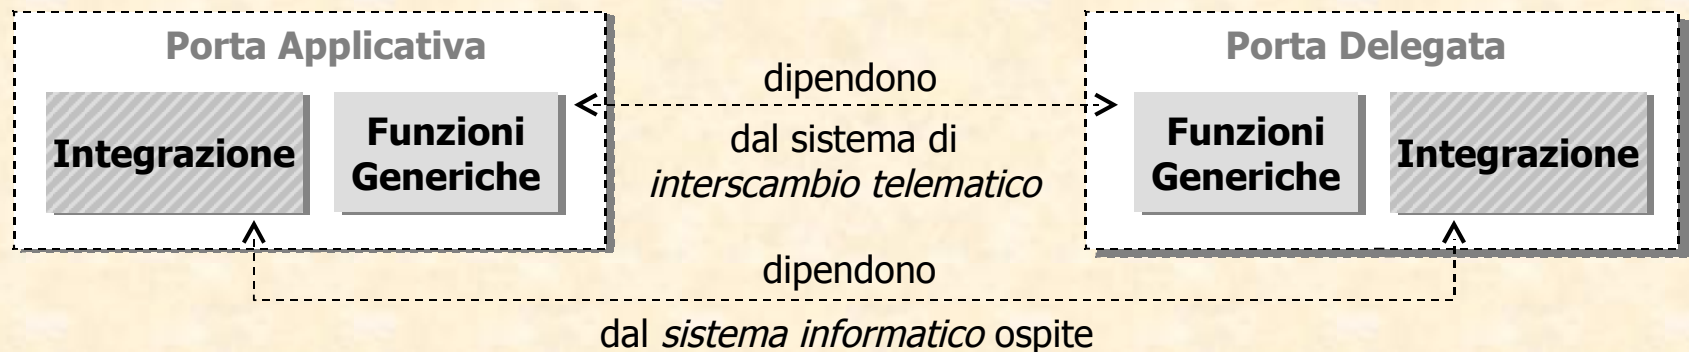 Porta Applicativa
Integrazione
Funzioni
Generiche
dipendono
dal sistema di
interscambio telematico
Porta Delegata
Funzioni
Generiche
Integrazione
dipendono
dal sistema informatico ospite